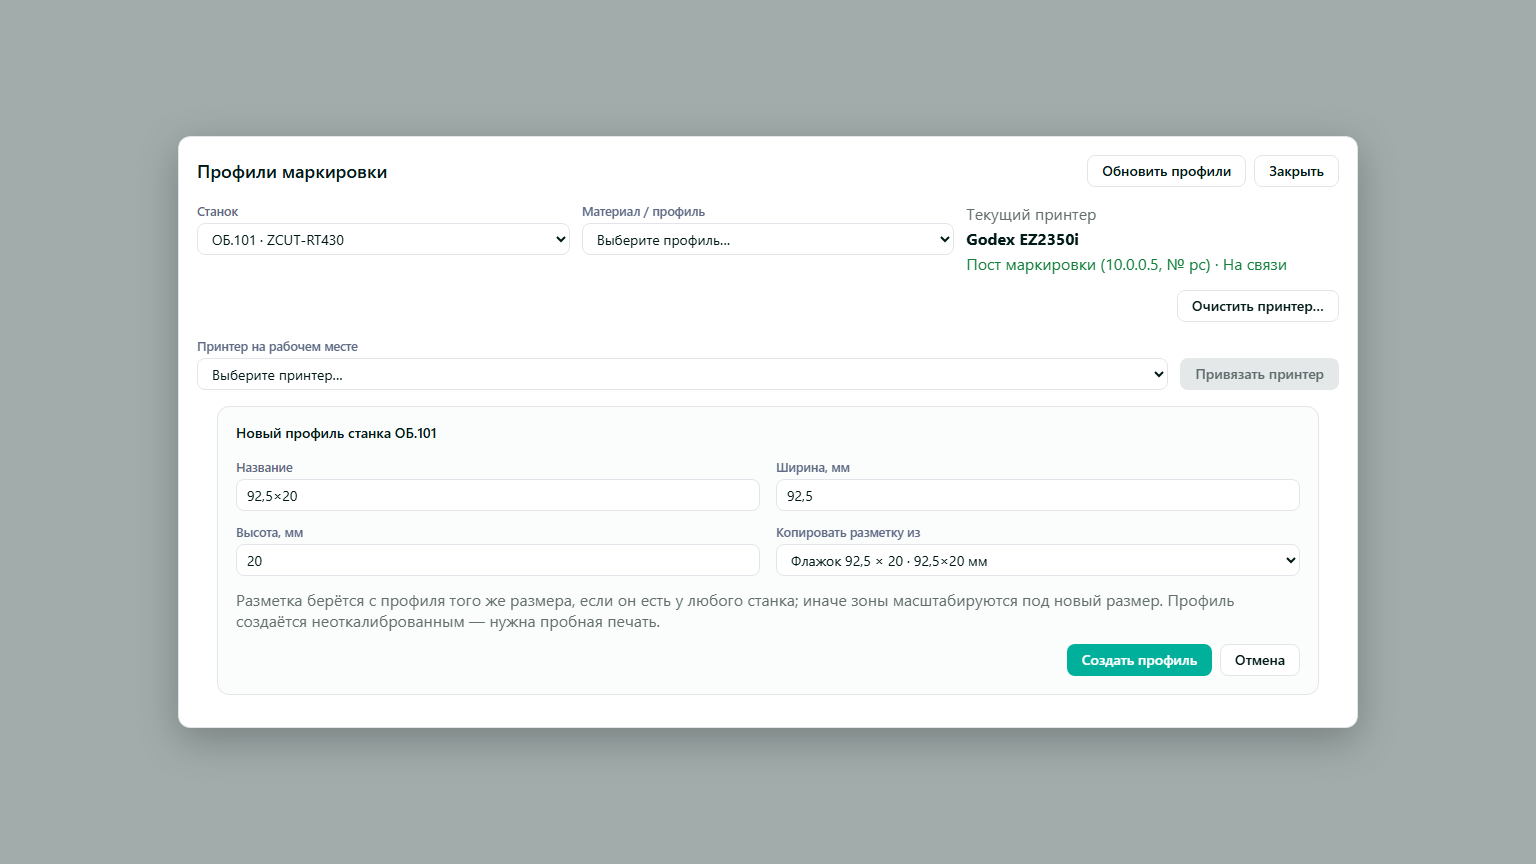 Профили маркировки
Обновить профили
Закрыть
Станок
ОБ.101 · ZCUT-RT430
Материал / профиль
Выберите профиль...
Текущий принтер
Godex EZ2350i
Пост маркировки (10.0.0.5, № pc) · На связи
Очистить принтер...
Принтер на рабочем месте
Выберите принтер...
Привязать принтер
Новый профиль станка ОБ.101
Название
92,5×20
Ширина, мм
92,5
Высота, мм
20
Копировать разметку из
Флажок 92,5 × 20 · 92,5×20 мм
Разметка берётся с профиля того же размера, если он есть у любого станка; иначе зоны масштабируются под новый размер. Профиль
создаётся неоткалиброванным — нужна пробная печать.
Создать профиль
Отмена